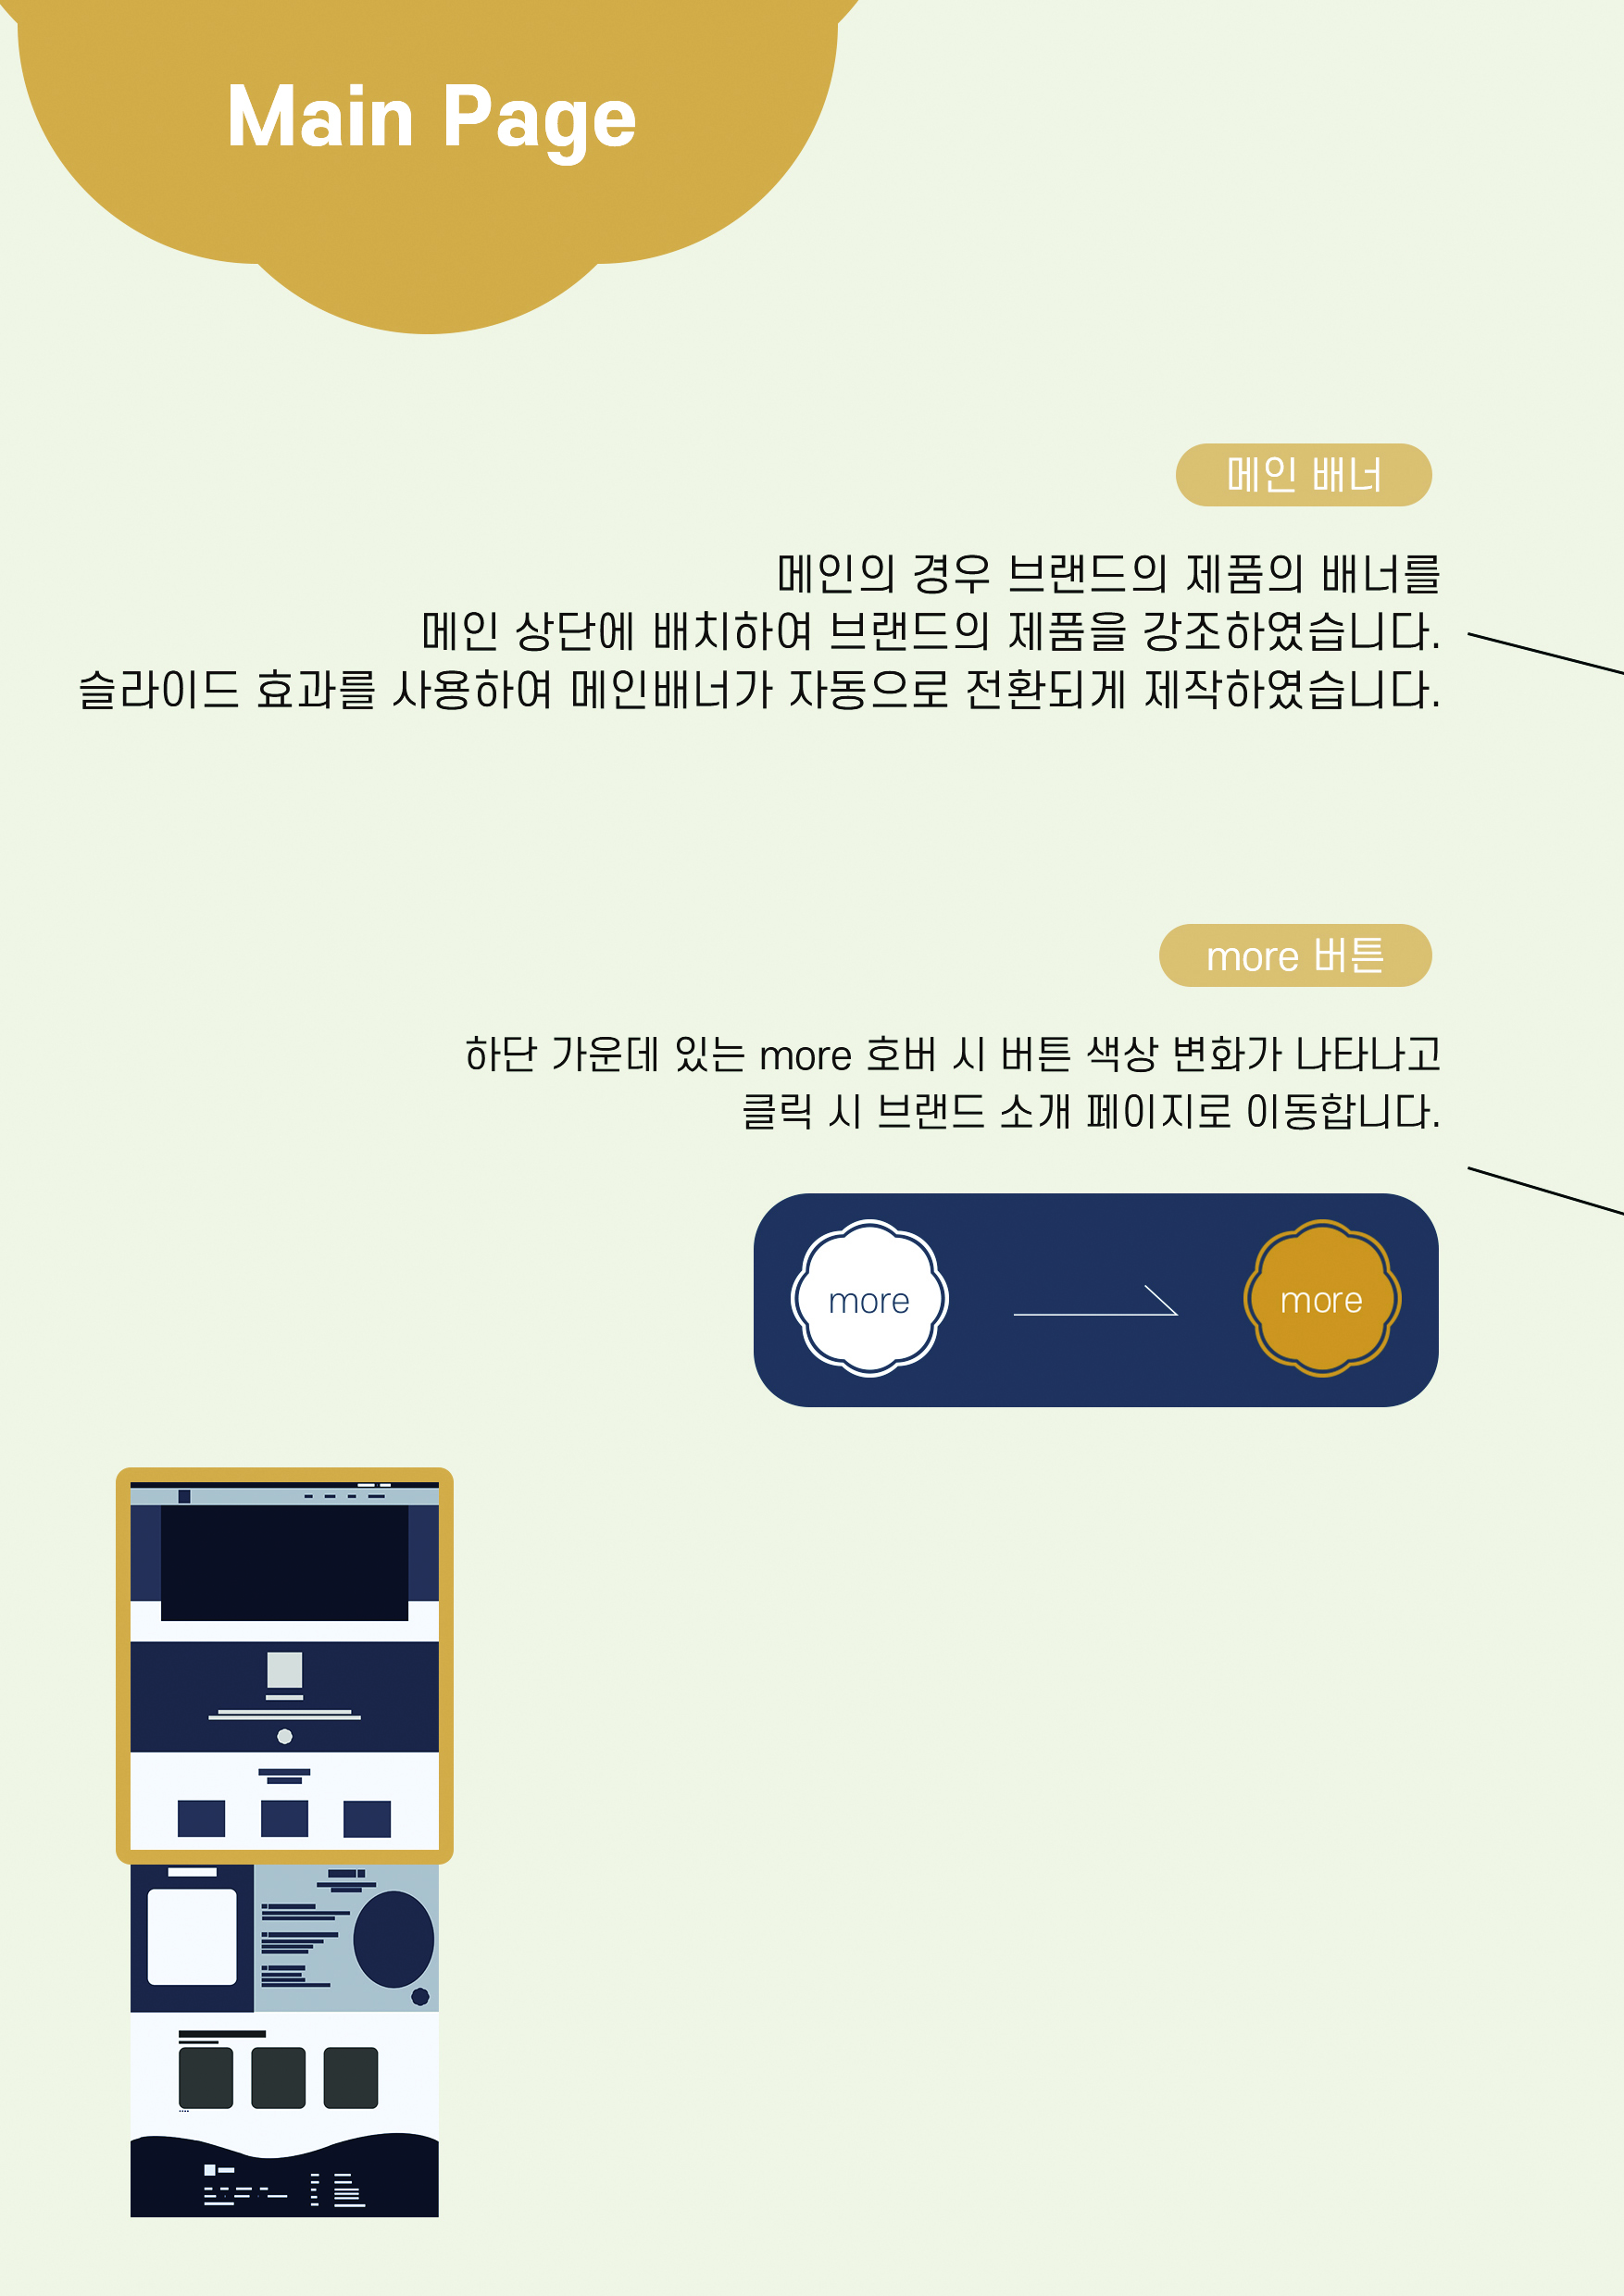 Main Page
메인 배너
메인의 경우 브랜드의 제품의 배너를
메인 상단에 배치하여 브랜드의 제품을 강조하였습니다.
슬라이드 효과를 사용하여 메인배너가 자동으로 전환되게 제작하였습니다.
more 버튼
하단 가운데 있는 more 호버 시 버튼 색상 변화가 나타나고
클릭 시 브랜드 소개 페이지로 이동합니다.
more
more